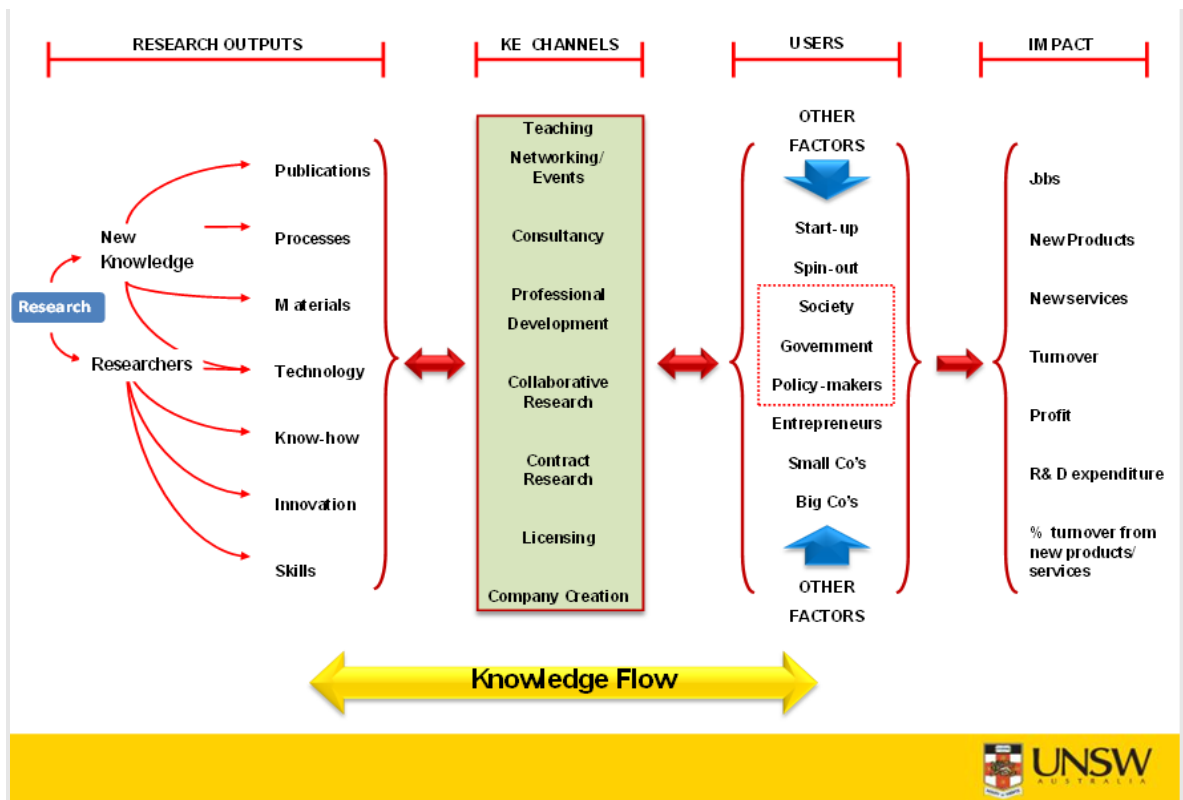 RESEARCH OUTPUTS
KE CHANNELS
USERS
IMPACT
Research
New
Knowledge
Researchers
Publications
Processes
Materials
Technology
Know-how
Innovation
Skills
Teaching
Networking/
Events
Consultancy
Professional
Development
Collaborative
Research
Contract
Research
Licensing
Company Creation
OTHER
FACTORS
Start-up
Spin-out
Society
Government
Policy-makers
Entrepreneurs
Small Co's
Big Co's
OTHER
FACTORS
Jobs
New Products
New services
Turnover
Profit
R& D expenditure
% turnover from
new products/
services
Knowledge Flow
UNSW
AUSTRALIA